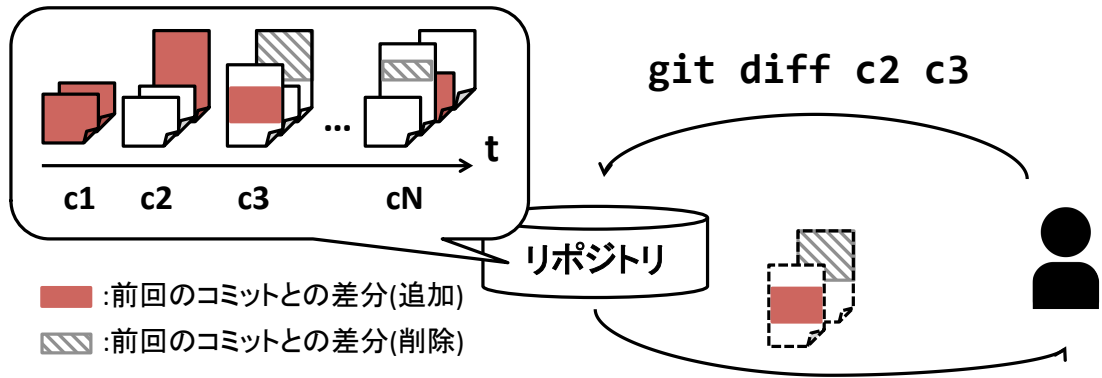 git diff c2 c3
...
t
c1 c2 c3 cN
リポジトリ
:前回のコミットとの差分(追加)
:前回のコミットとの差分(削除)